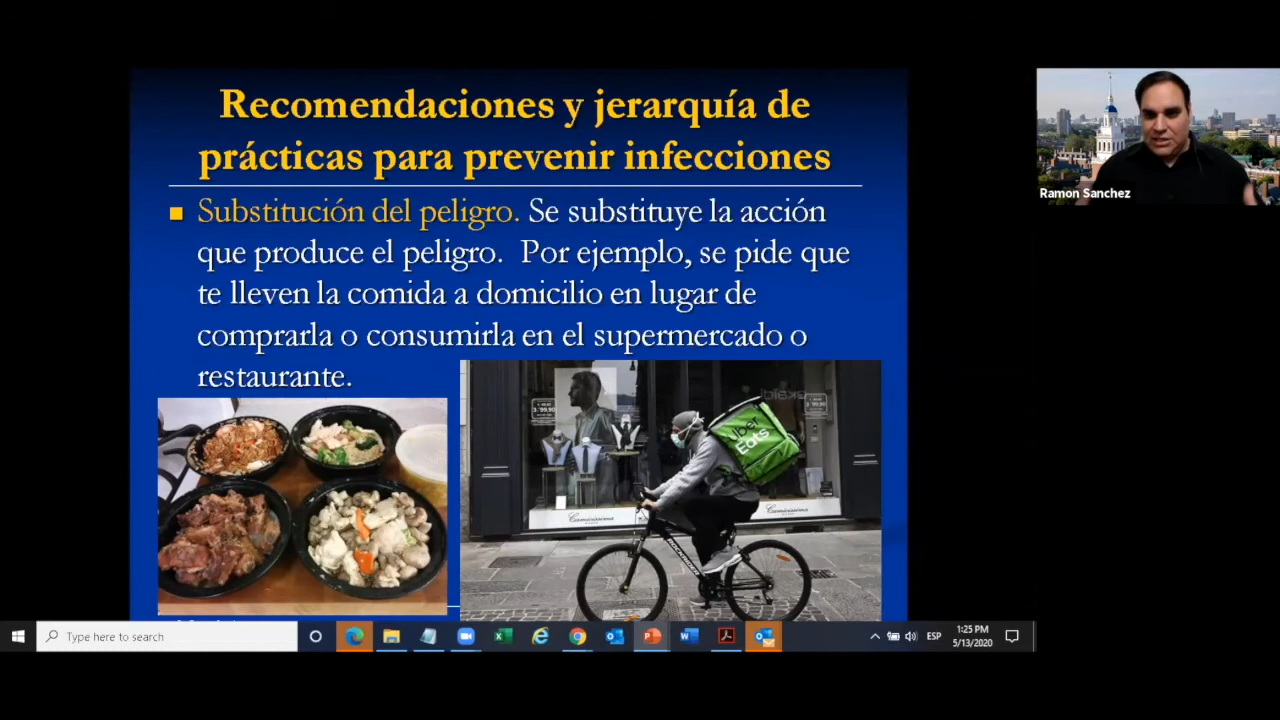 Recomendaciones y jerarquía de
prácticas para prevenir infecciones
Substitución del peligro. Se substituye la acción
que produce el peligro. Por ejemplo, se pide que
te lleven la comida a domicilio en lugar de
comprarla o consumirla en el supermercado o
restaurante.
Uber
Eats
Camicissima
Camicissima
Ramon Sanchez
Type here to search
ESP
1:25 PM
5/13/2020